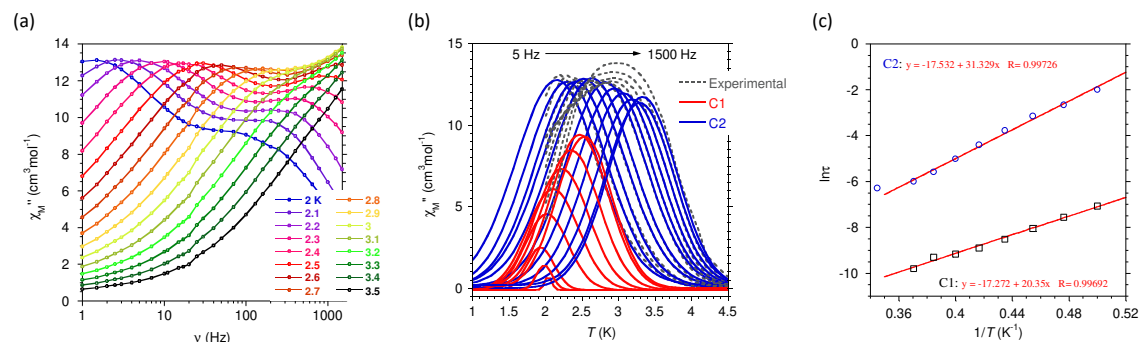 (a)
14
12
10
8
6
4
2
0
χM" (cm³mol⁻¹)
2 K
2.1
2.2
2.3
2.4
2.5
2.6
2.7
2.8
2.9
3
3.1
3.2
3.3
3.4
3.5
1 10 100 1000
ν (Hz)
(b)
15
10
5
0
χM" (cm³mol⁻¹)
5 Hz 1500 Hz
Experimental
C1
C2
1 1.5 2 2.5 3 3.5 4 4.5
T (K)
(c)
0
-2
-4
-6
-8
-10
lnτ
C2: y = -17.532 + 31.329x R= 0.99726
C1: y = -17.272 + 20.35x R= 0.99692
0.36 0.4 0.44 0.48 0.52
1/T (K⁻¹)